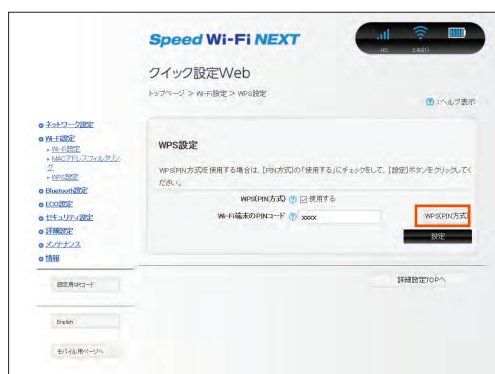 Speed Wi-Fi NEXT
HS 2.4G(1)
クイック設定Web
トップページ > Wi-Fi設定 > WPS設定
:ヘルプ表示
ネットワーク設定
Wi-Fi設定
Wi-Fi設定
MACアドレスフィルタリン
グ
WPS設定
Bluetooth設定
ECO設定
セキュリティ設定
詳細設定
メンテナンス
情報
設定用QRコード
English
モバイル用ページへ
WPS設定
WPS(PIN方式)を使用する場合は、[PIN方式]の「使用する」にチェックをして、[設定]ボタンをクリックしてく
ださい。
WPS(PIN方式) ? 使用する
Wi-Fi端末のPINコード ? xxxx WPS(PIN方式)
設定
詳細設定TOPへ